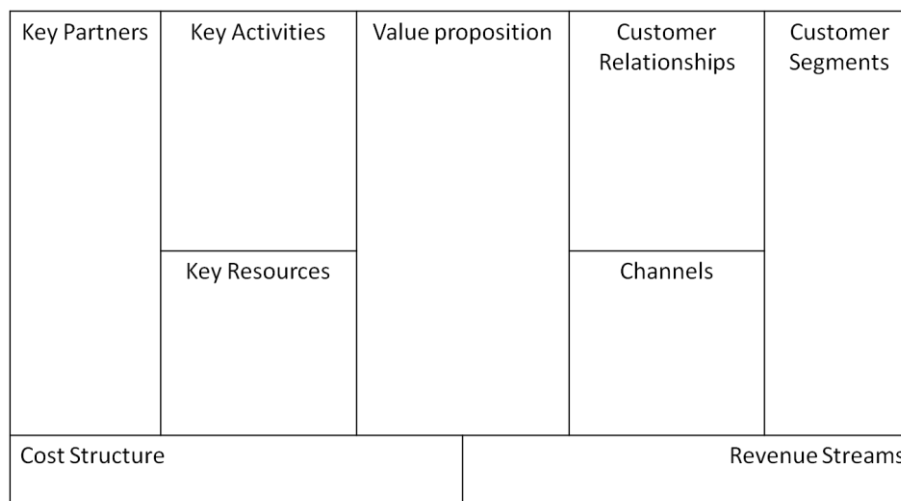 Key Partners
Key Activities
Value proposition
Customer
Relationships
Customer
Segments
Key Resources
Channels
Cost Structure
Revenue Streams